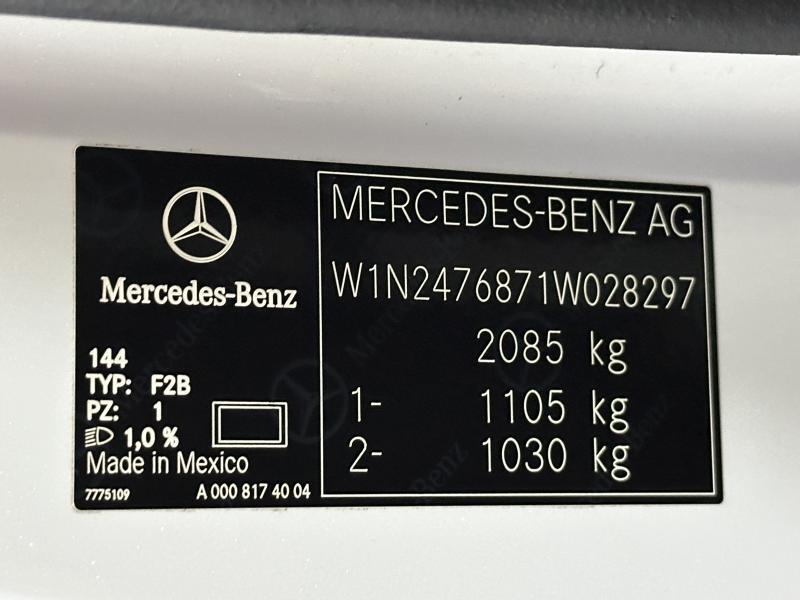 Mercedes-Benz
144
TYP: F2B
PZ: 1
1,0 %
Made in Mexico
7775109 A 000 817 40 04
MERCEDES-BENZ AG
W1N2476871W028297
2085 kg
1- 1105 kg
2- 1030 kg